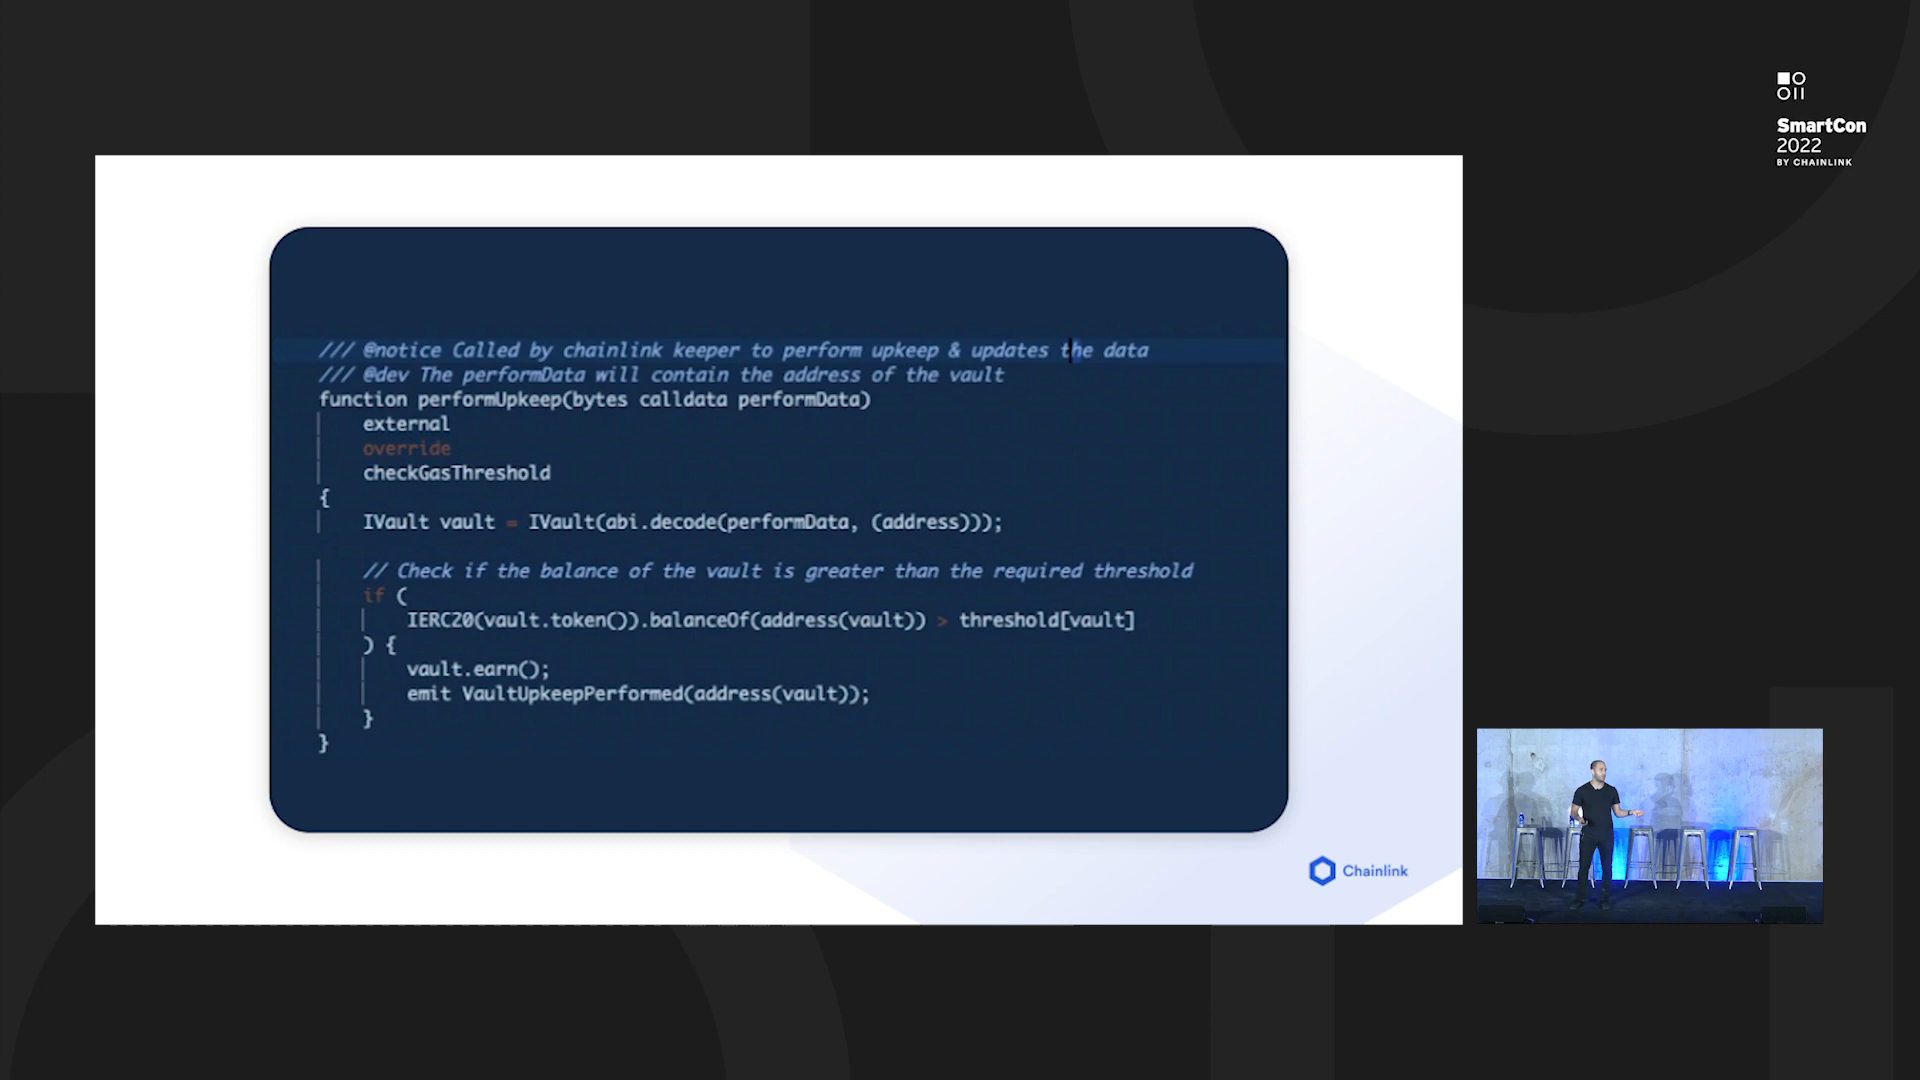 SmartCon
2022
BY CHAINLINK
/// @notice Called by chainlink keeper to perform upkeep & updates the data
/// @dev The performData will contain the address of the vault
function performUpkeep(bytes calldata performData)
external
override
checkGasThreshold
{
IVault vault = IVault(abi.decode(performData, (address)));
// Check if the balance of the vault is greater than the required threshold
if (
IERC20(vault.token()).balanceOf(address(vault)) > threshold[vault]
) {
vault.earn();
emit VaultUpkeepPerformed(address(vault));
}
}
Chainlink